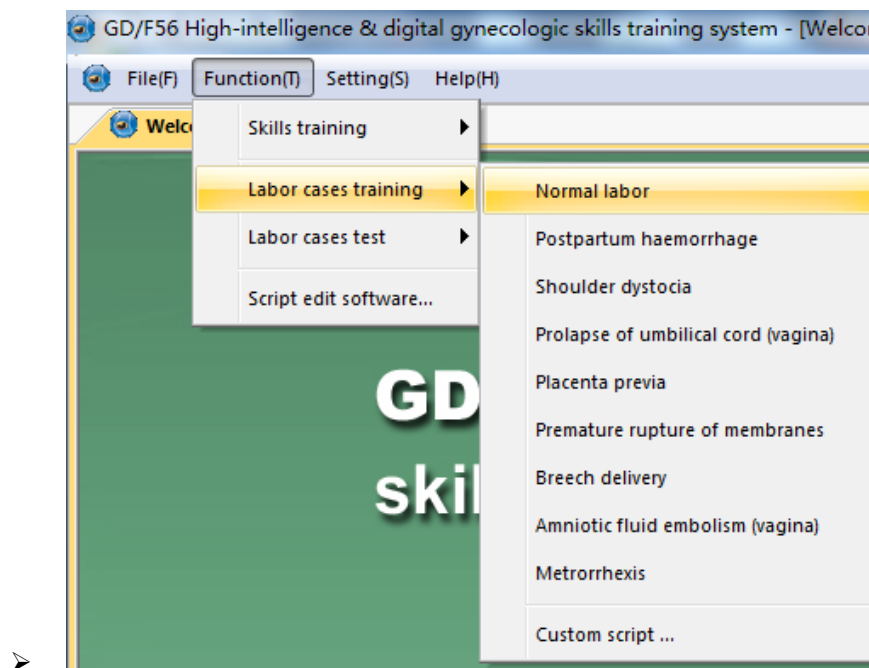 GD/F56 High-intelligence & digital gynecologic skills training system - [Welco
File(F) Function(T) Setting(S) Help(H)
Welc
Skills training
Labor cases training
Labor cases test
Script edit software...
Normal labor
Postpartum haemorrhage
Shoulder dystocia
Prolapse of umbilical cord (vagina)
Placenta previa
Premature rupture of membranes
Breech delivery
Amniotic fluid embolism (vagina)
Metrorrhexis
Custom script ...
GD
skil